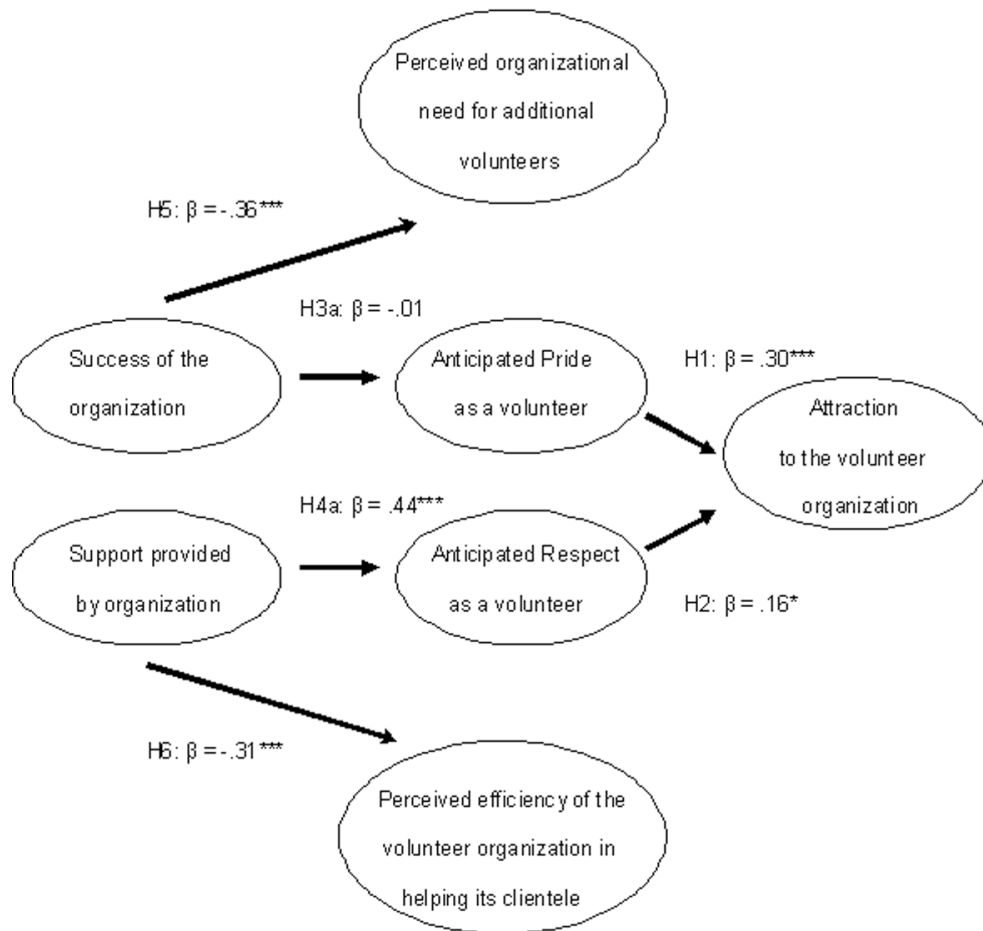 Perceived organizational
need for additional
volunteers
H5: β = -.36***
H3a: β = -.01
Success of the
organization
Anticipated Pride
as a volunteer
H1: β = .30***
Attraction
to the volunteer
organization
H4a: β = .44***
Support provided
by organization
Anticipated Respect
as a volunteer
H2: β = .16*
H6: β = -.31***
Perceived efficiency of the
volunteer organization in
helping its clientele